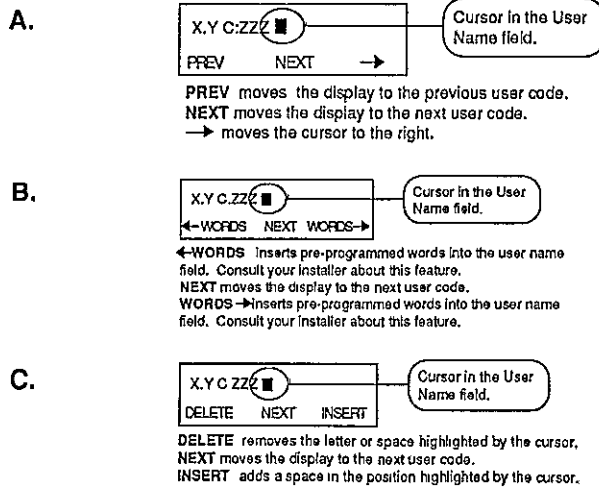 A.
X.Y C:ZZZ
Cursor in the User
Name field.
PREV NEXT →
PREV moves the display to the previous user code.
NEXT moves the display to the next user code.
→ moves the cursor to the right.
B.
X.Y C.ZZZ
Cursor in the User
Name field.
←WORDS NEXT WORDS→
←WORDS Inserts pre-programmed words into the user name
field. Consult your installer about this feature.
NEXT moves the display to the next user code.
WORDS →inserts pre-programmed words into the user name
field. Consult your installer about this feature.
C.
X.Y C ZZZ
Cursor in the User
Name field.
DELETE NEXT INSERT
DELETE removes the letter or space highlighted by the cursor.
NEXT moves the display to the next user code.
INSERT adds a space in the position highlighted by the cursor.